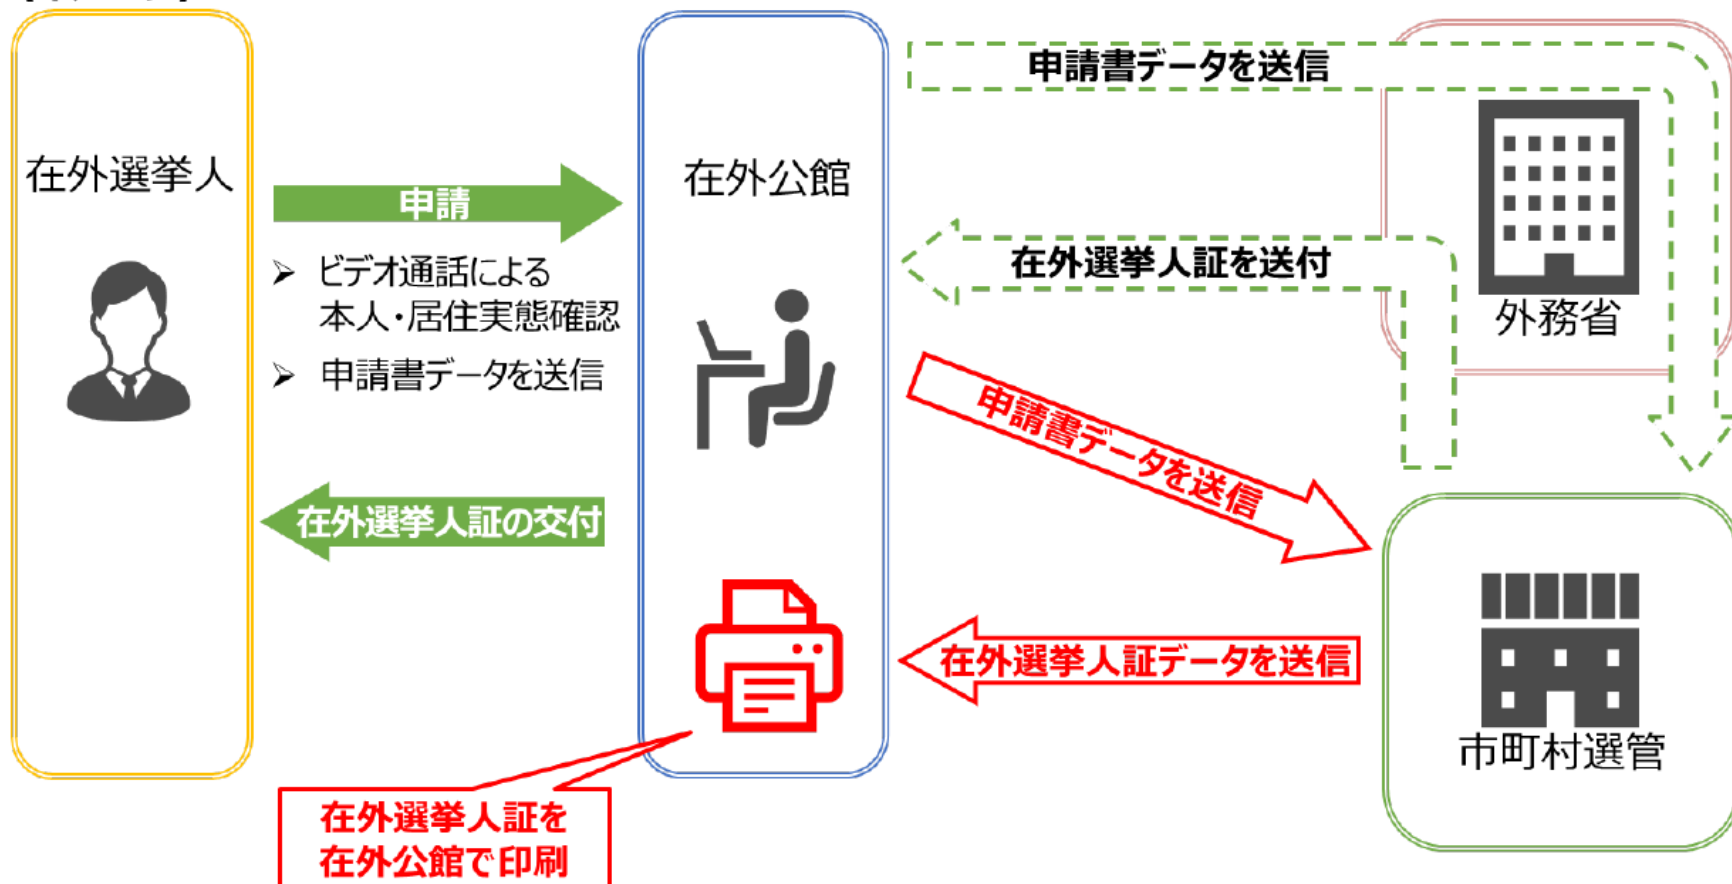 在外選挙人
申請
➢ ビデオ通話による
本人・居住実態確認
➢ 申請書データを送信
在外選挙人証の交付
在外公館
在外選挙人証を
在外公館で印刷
申請書データを送信
在外選挙人証を送付
外務省
申請書データを送信
在外選挙人証データを送信
市町村選管